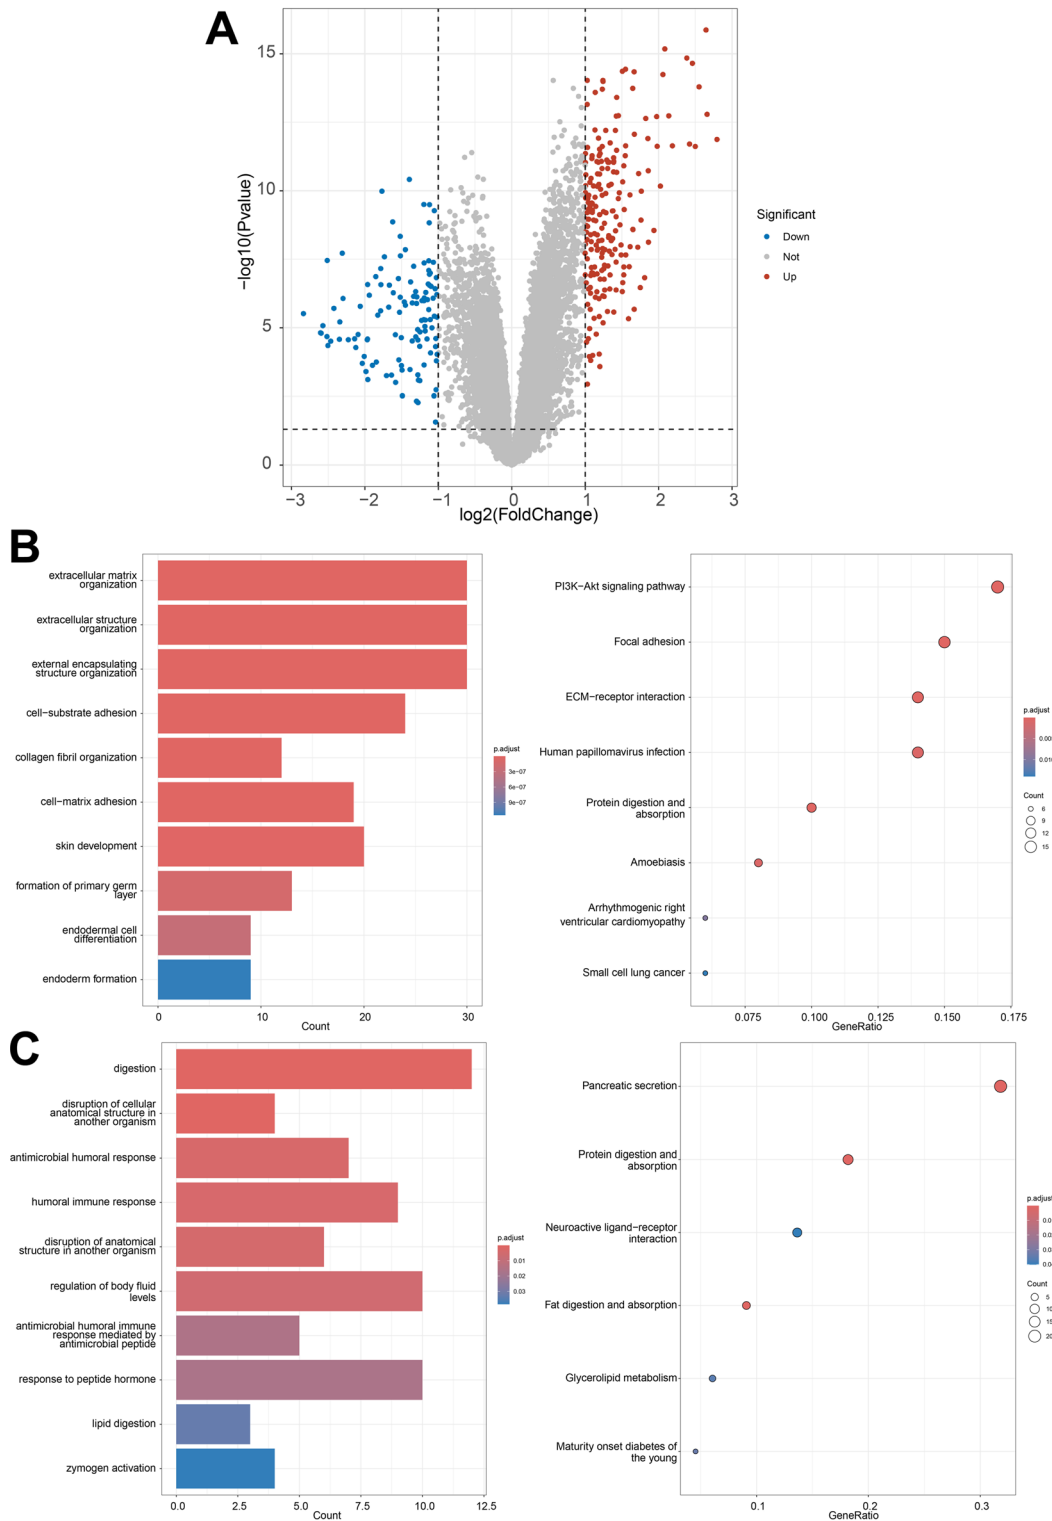 A
15
10
5
0
−log10(Pvalue)
−3
−2
−1
0
1
2
3
log2(FoldChange)
Significant
Down
Not
Up
B
extracellular matrix
organization
extracellular structure
organization
external encapsulating
structure organization
cell−substrate adhesion
collagen fibril organization
cell−matrix adhesion
skin development
formation of primary germ
layer
endodermal cell
differentiation
endoderm formation
0
10
20
30
Count
p.adjust
3e−07
6e−07
9e−07
PI3K−Akt signaling pathway
Focal adhesion
ECM−receptor interaction
Human papillomavirus infection
Protein digestion and
absorption
Amoebiasis
Arrhythmogenic right
ventricular cardiomyopathy
Small cell lung cancer
0.075
0.100
0.125
0.150
0.175
GeneRatio
p.adjust
Count
6
9
12
15
C
digestion
disruption of cellular
anatomical structure in
another organism
antimicrobial humoral response
humoral immune response
disruption of anatomical
structure in another organism
regulation of body fluid
levels
antimicrobial humoral immune
response mediated by
antimicrobial peptide
response to peptide hormone
lipid digestion
zymogen activation
0.0
2.5
5.0
7.5
10.0
12.5
Count
p.adjust
0.01
0.02
0.03
Pancreatic secretion
Protein digestion and
absorption
Neuroactive ligand−receptor
interaction
Fat digestion and absorption
Glycerolipid metabolism
Maturity onset diabetes of
the young
0.1
0.2
0.3
GeneRatio
p.adjust
Count
5
10
15
20